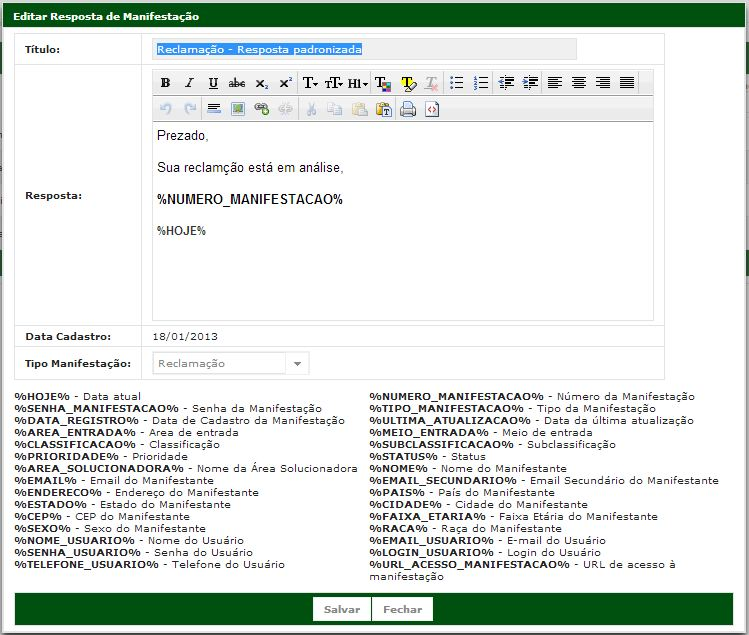 Editar Resposta de Manifestação
Título:
Reclamação - Resposta padronizada
B I U abc X₂ X² T T T H1 T T T
Resposta:
Prezado,
Sua reclamção está em análise,
%NUMERO_MANIFESTACAO%
%HOJE%
Data Cadastro:
18/01/2013
Tipo Manifestação:
Reclamação
%HOJE% - Data atual
%SENHA_MANIFESTACAO% - Senha da Manifestação
%DATA_REGISTRO% - Data de Cadastro da Manifestação
%AREA_ENTRADA% - Area de entrada
%CLASSIFICACAO% - Classificação
%PRIORIDADE% - Prioridade
%AREA_SOLUCIONADORA% - Nome da Área Solucionadora
%EMAIL% - Email do Manifestante
%ENDERECO% - Endereço do Manifestante
%ESTADO% - Estado do Manifestante
%CEP% - CEP do Manifestante
%SEXO% - Sexo do Manifestante
%NOME_USUARIO% - Nome do Usuário
%SENHA_USUARIO% - Senha do Usuário
%TELEFONE_USUARIO% - Telefone do Usuário
%NUMERO_MANIFESTACAO% - Número da Manifestação
%TIPO_MANIFESTACAO% - Tipo da Manifestação
%ULTIMA_ATUALIZACAO% - Data da última atualização
%MEIO_ENTRADA% - Meio de entrada
%SUBCLASSIFICACAO% - Subclassificação
%STATUS% - Status
%NOME% - Nome do Manifestante
%EMAIL_SECUNDARIO% - Email Secundário do Manifestante
%PAIS% - País do Manifestante
%CIDADE% - Cidade do Manifestante
%FAIXA_ETARIA% - Faixa Etária do Manifestante
%RACA% - Raça do Manifestante
%EMAIL_USUARIO% - E-mail do Usuário
%LOGIN_USUARIO% - Login do Usuário
%URL_ACESSO_MANIFESTACAO% - URL de acesso à
manifestação
Salvar
Fechar